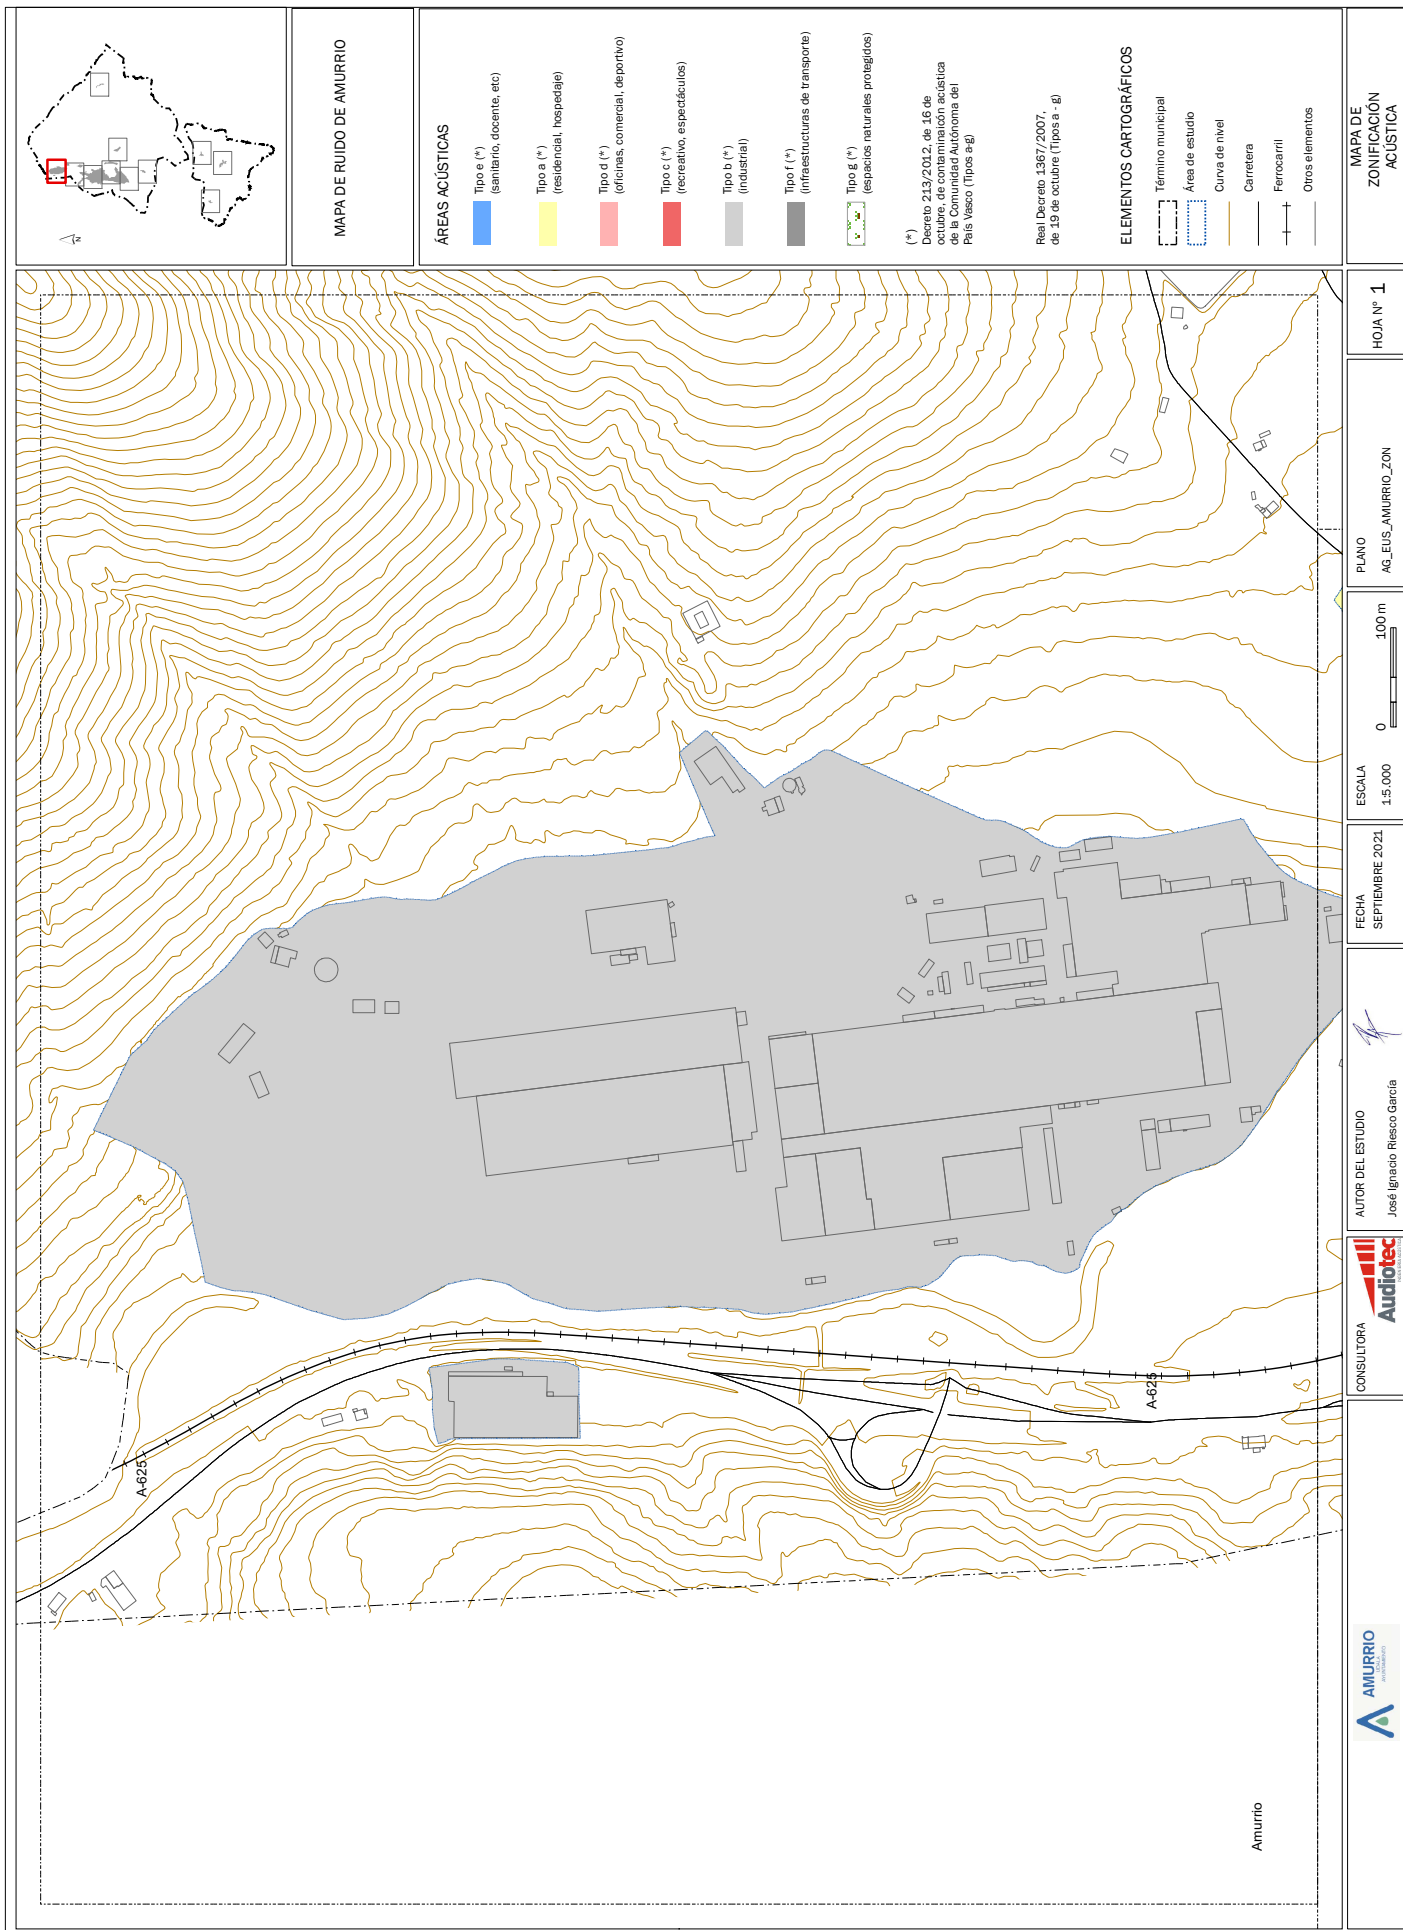 MAPA DE RUIDO DE AMURRIO
ÁREAS ACÚSTICAS
Tipo e (*)
(sanitario, docente, etc)
Tipo a (*)
(residencial, hospedaje)
Tipo d (*)
(oficinas, comercial, deportivo)
Tipo c (*)
(recreativo, espectáculos)
Tipo b (*)
(industrial)
Tipo f (*)
(infraestructuras de transporte)
Tipo g (*)
(espacios naturales protegidos)
(*)
Decreto 213/2012, de 16 de
octubre, de contaminación acústica
de la Comunidad Autónoma del
País Vasco (Tipos a-g)
Real Decreto 1367/2007,
de 19 de octubre (Tipos a - g)
ELEMENTOS CARTOGRÁFICOS
Término municipal
Área de estudio
Curva de nivel
Carretera
Ferrocarril
Otros elementos
N
A-625
A-625
Amurrio
AMURRIO
UDALA
AYUNTAMIENTO
CONSULTORA
Audiotec
AUTOR DEL ESTUDIO
José Ignacio Riesco García
FECHA
SEPTIEMBRE 2021
ESCALA
1:5.000
0 100 m
PLANO
AG_EUS_AMURRIO_ZON
HOJA Nº 1
MAPA DE
ZONIFICACIÓN
ACÚSTICA